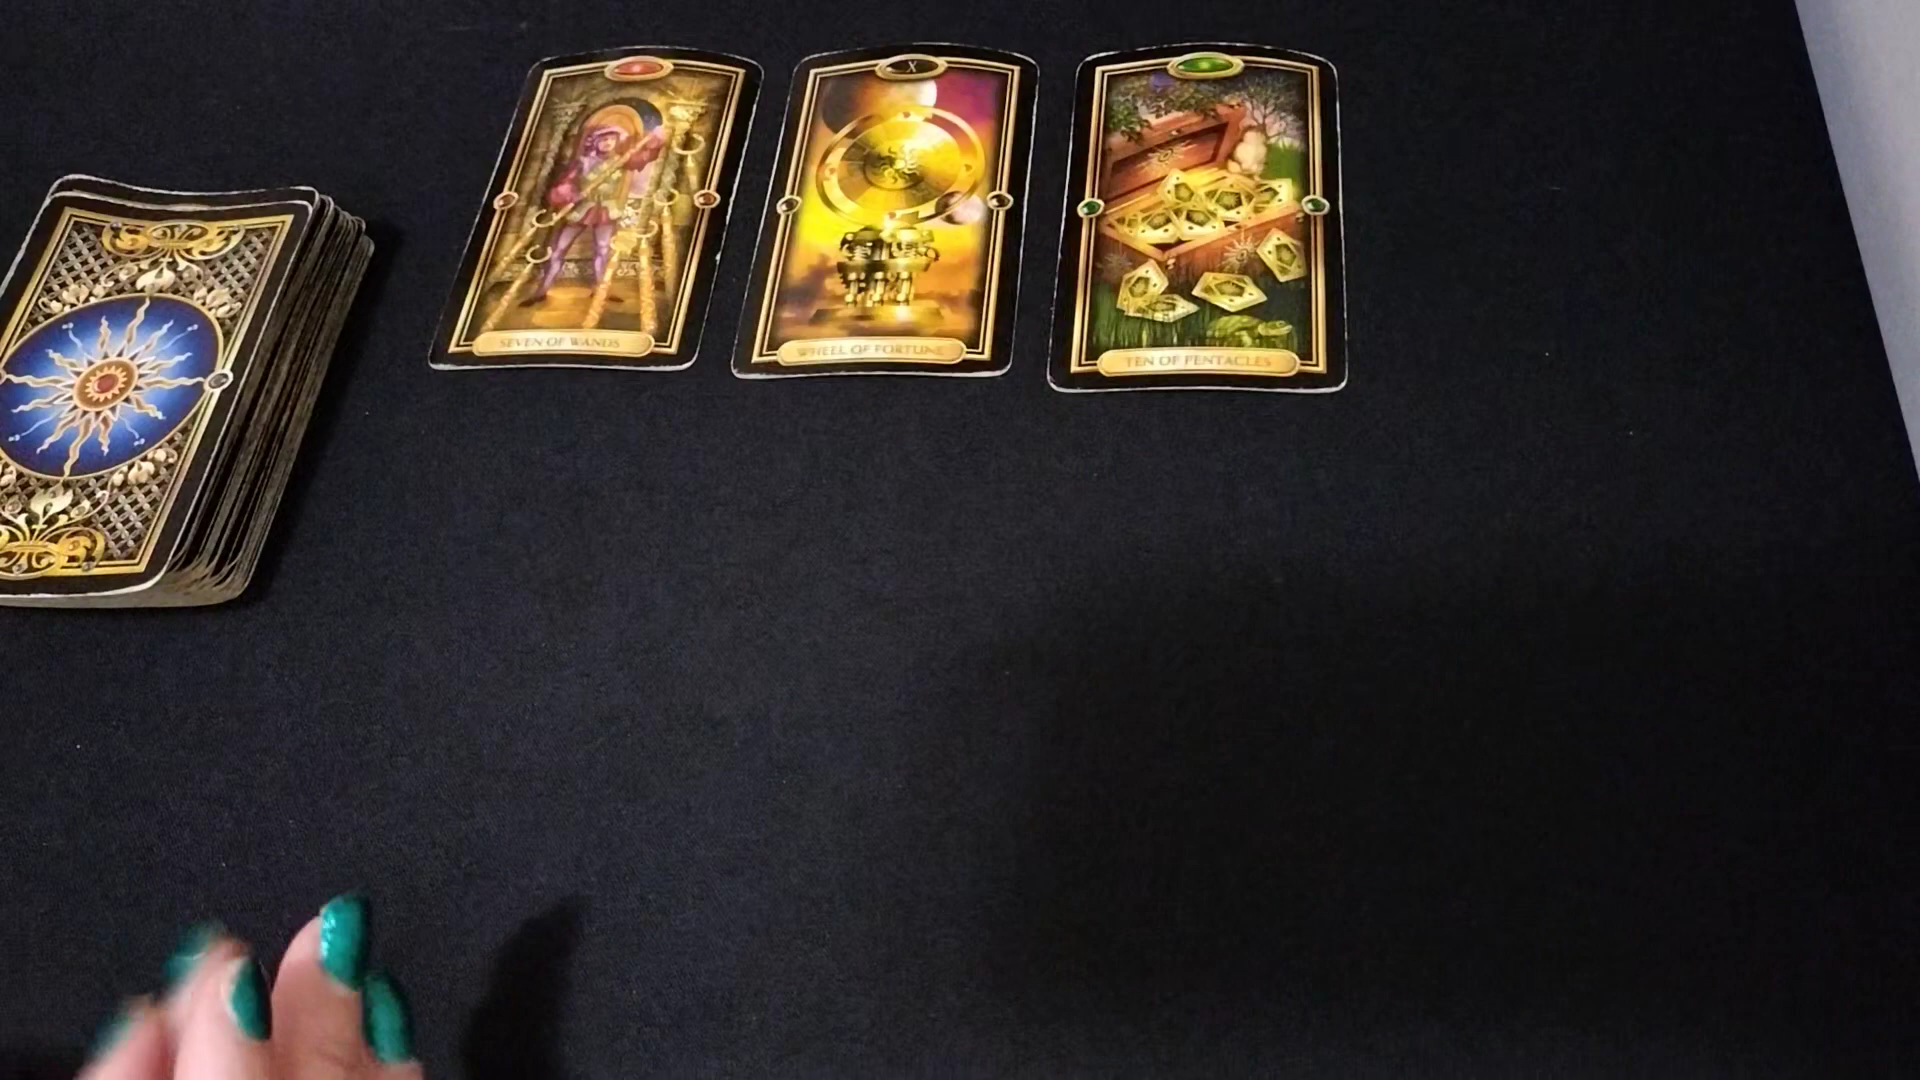 SEVEN OF WANDS
X
WHEEL OF FORTUNE
TEN OF PENTACLES